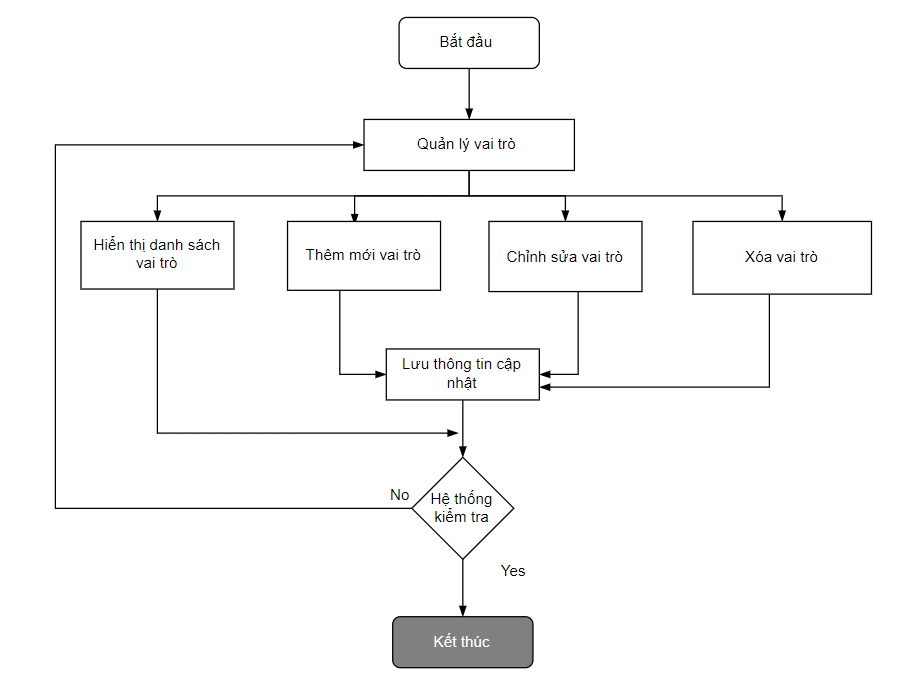 Bắt đầu
Quản lý vai trò
Hiển thị danh sách
vai trò
Thêm mới vai trò
Chỉnh sửa vai trò
Xóa vai trò
Lưu thông tin cập
nhật
No
Hệ thống
kiểm tra
Yes
Kết thúc